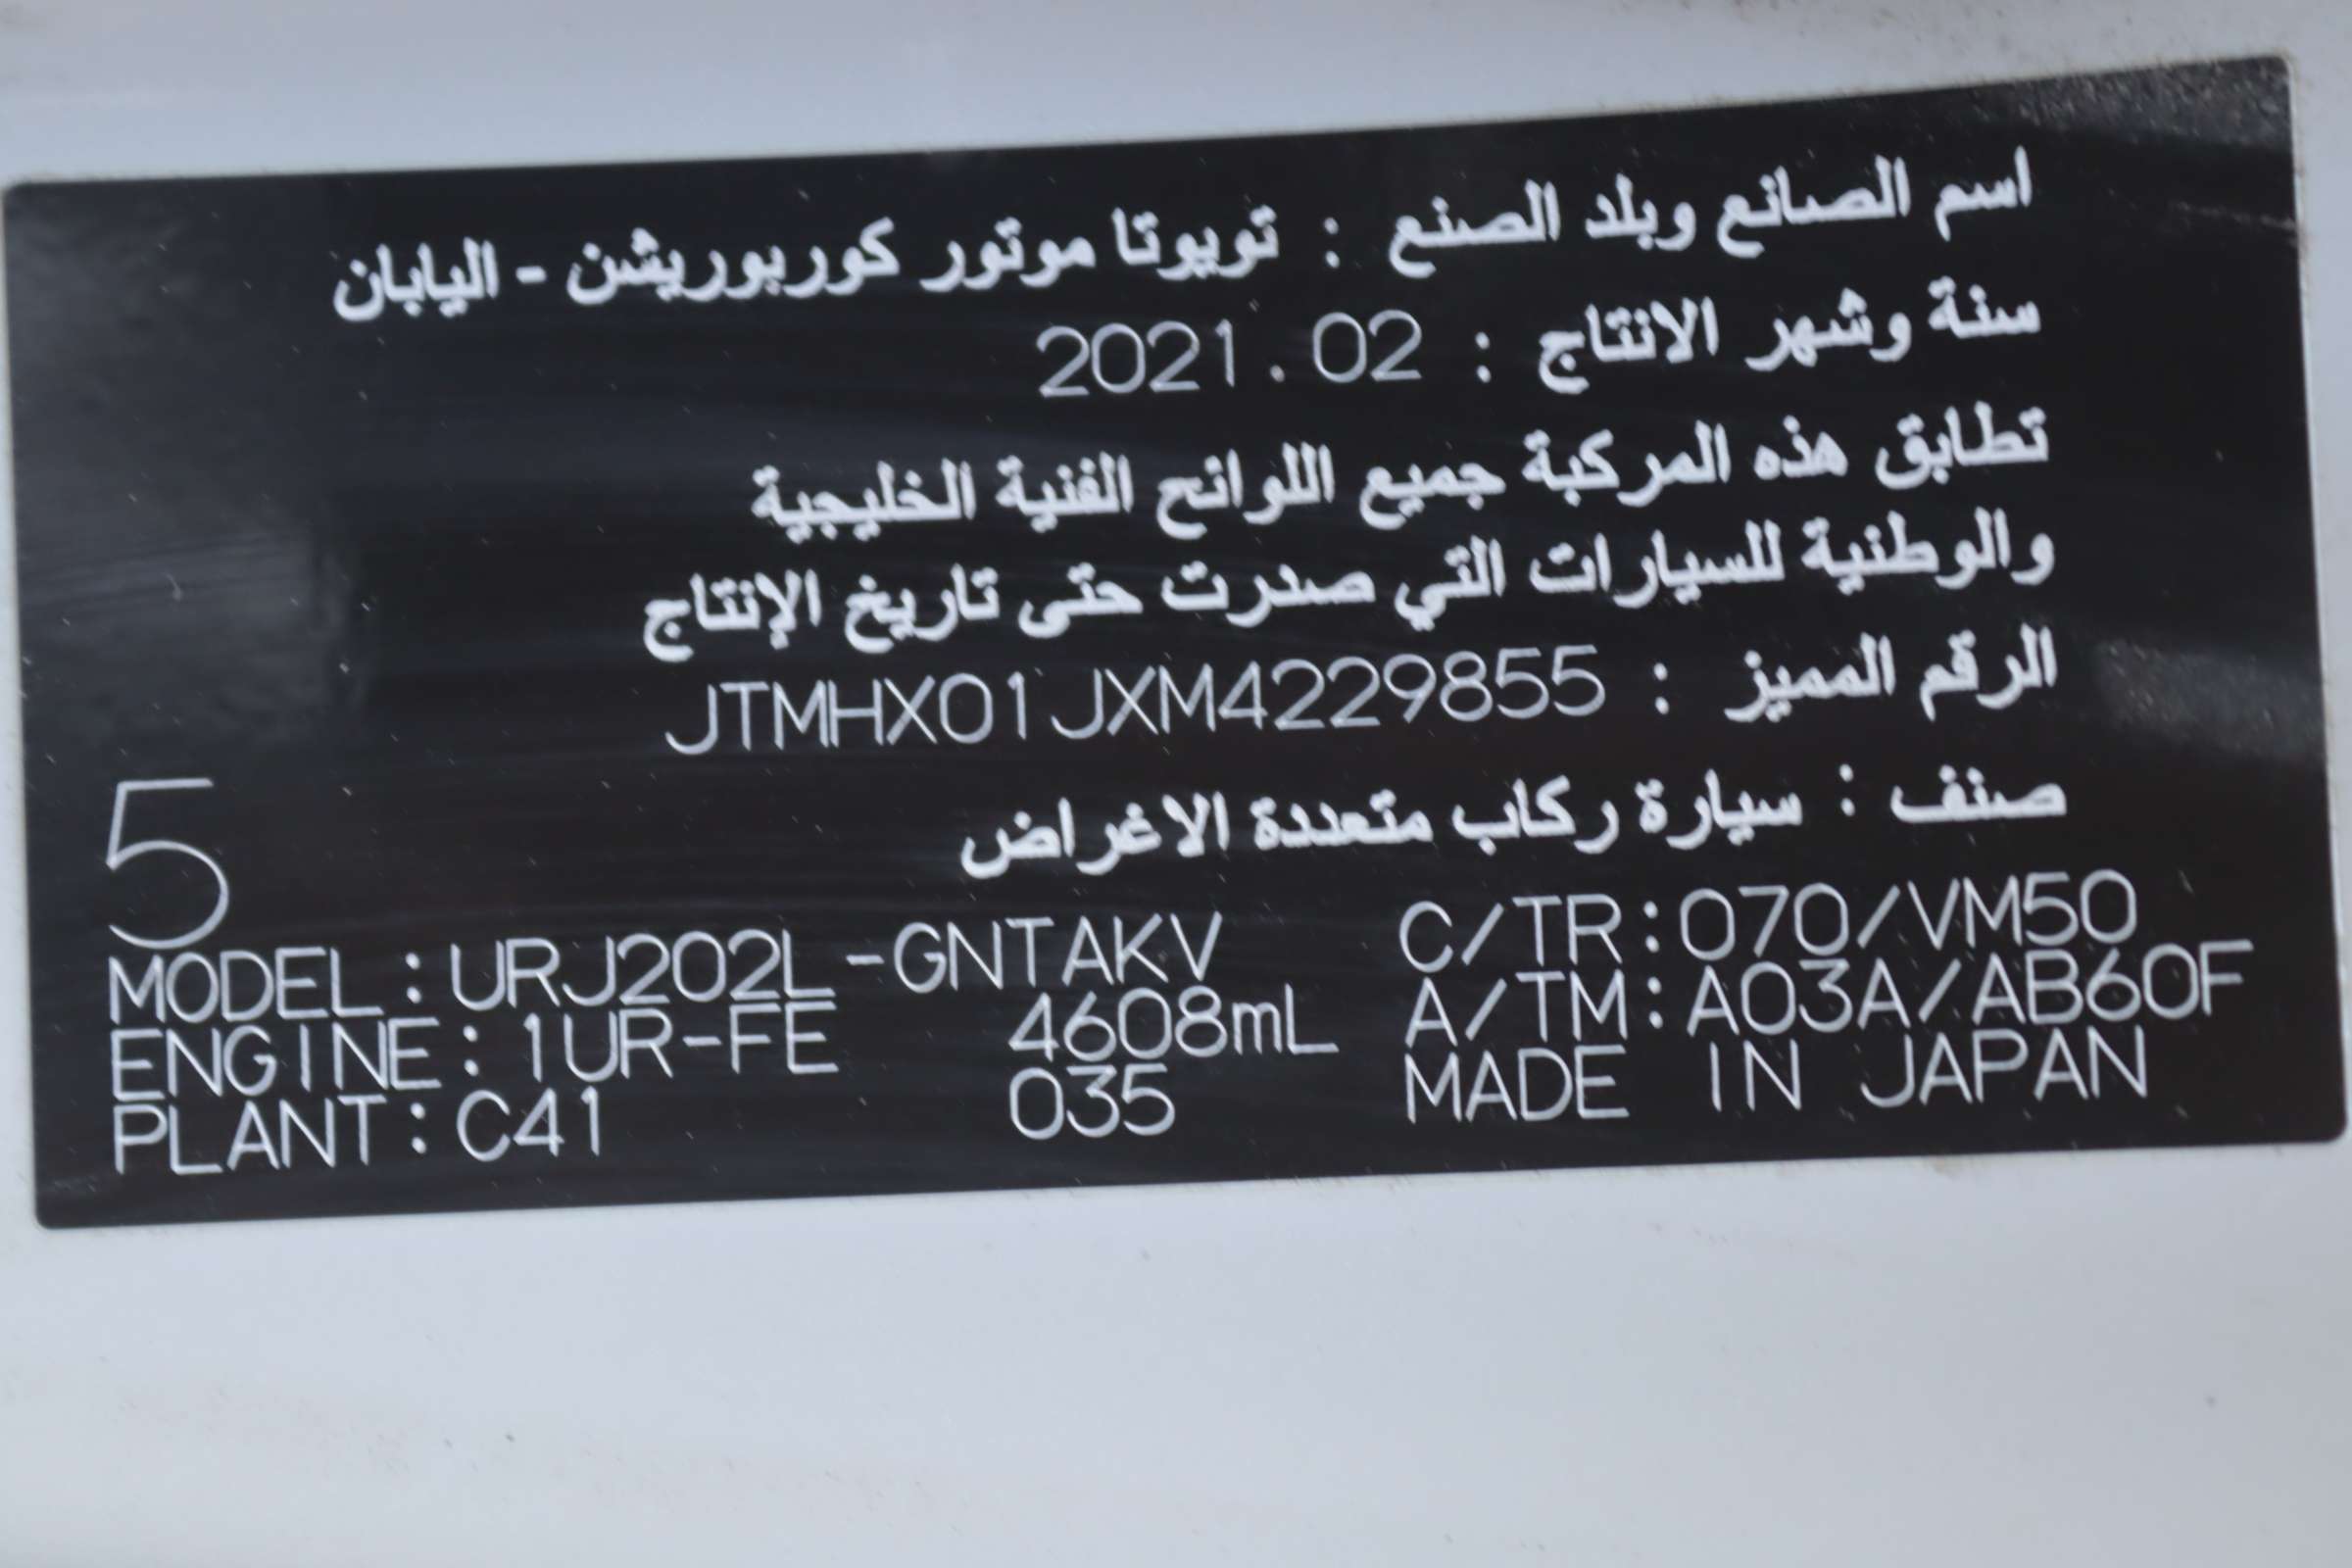 اسم الصانع وبلد الصنع : تويوتا موتور كوربوريشن - اليابان
سنة وشهر الانتاج : 2021.02
تطابق هذه المركبة جميع اللوائح الفنية الخليجية
والوطنية للسيارات التي صدرت حتى تاريخ الإنتاج
الرقم المميز : JTMHX01JXM4229855
صنف : سيارة ركاب متعددة الاغراض
5
MODEL:URJ202L-GNTAKV C/TR:070/VM50
ENGINE:1UR-FE 4608mL A/TM:A03A/AB60F
PLANT:C41 035 MADE IN JAPAN